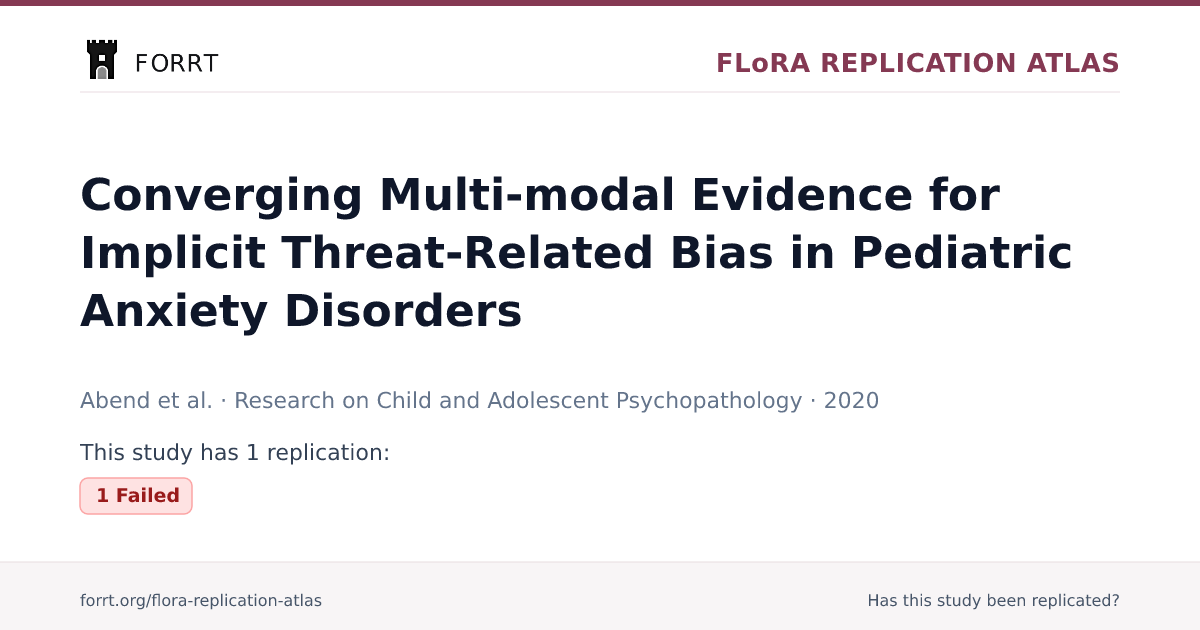 FORRT
FLoRA REPLICATION ATLAS
Converging Multi-modal Evidence for
Implicit Threat-Related Bias in Pediatric
Anxiety Disorders
Abend et al. · Research on Child and Adolescent Psychopathology · 2020
This study has 1 replication:
1 Failed
forrt.org/flora-replication-atlas
Has this study been replicated?